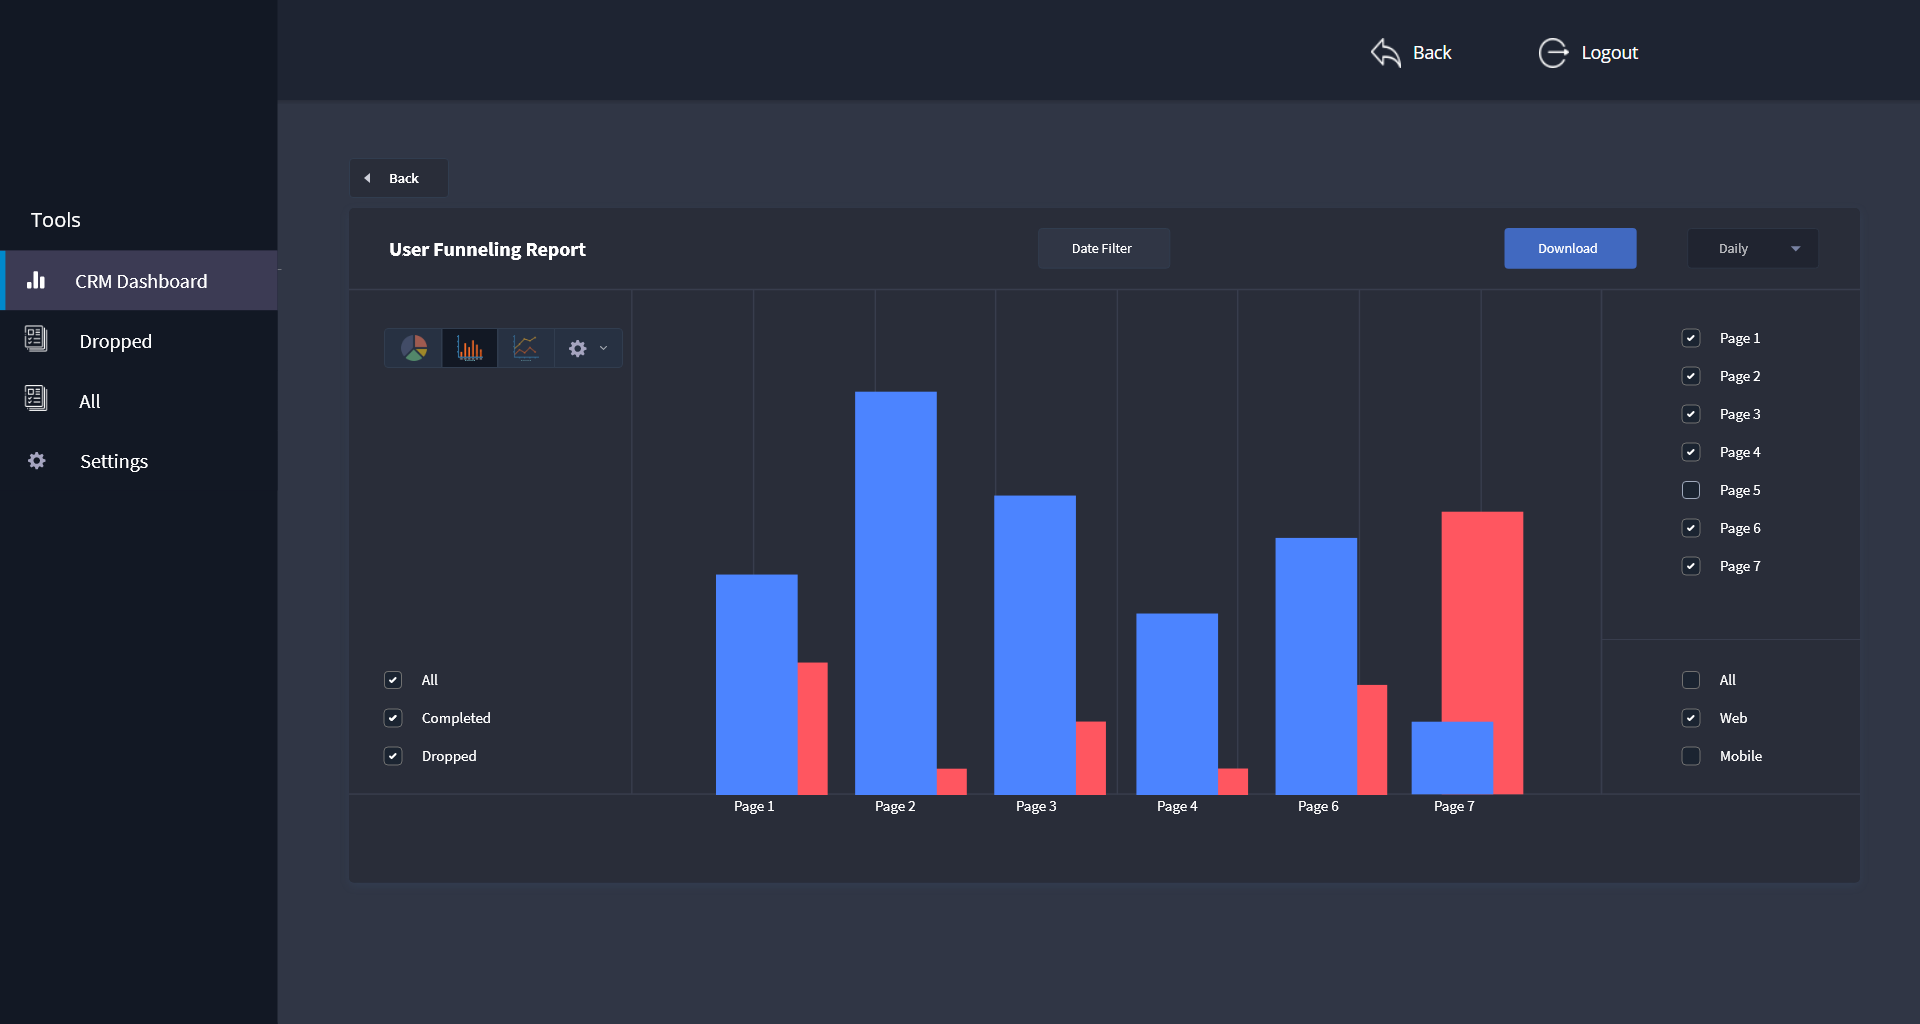 Back
Logout
Back
Tools
CRM Dashboard
Dropped
All
Settings
User Funneling Report
Date Filter
Download
Daily
Page 1
Page 2
Page 3
Page 4
Page 5
Page 6
Page 7
All
Completed
Dropped
All
Web
Mobile
Page 1
Page 2
Page 3
Page 4
Page 6
Page 7